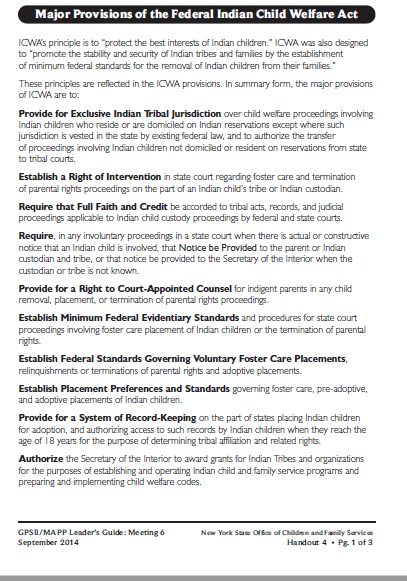 Major Provisions of the Federal Indian Child Welfare Act
ICWA's principle is to "protect the best interests of Indian children." ICWA was also designed
to "promote the stability and security of Indian tribes and families by the establishment
of minimum federal standards for the removal of Indian children from their families."
These principles are reflected in the ICWA provisions. In summary form, the major provisions
of ICWA are to:
Provide for Exclusive Indian Tribal Jurisdiction over child welfare proceedings involving
Indian children who reside or are domiciled on Indian reservations except where such
jurisdiction is vested in the state by existing federal law, and to authorize the transfer
of proceedings involving Indian children not domiciled or resident on reservations from state
to tribal courts.
Establish a Right of Intervention in state court regarding foster care and termination
of parental rights proceedings on the part of an Indian child's tribe or Indian custodian.
Require that Full Faith and Credit be accorded to tribal acts, records, and judicial
proceedings applicable to Indian child custody proceedings by federal and state courts.
Require, in any involuntary proceedings in a state court when there is actual or constructive
notice that an Indian child is involved, that Notice be Provided to the parent or Indian
custodian and tribe, or that notice be provided to the Secretary of the Interior when the
custodian or tribe is not known.
Provide for a Right to Court-Appointed Counsel for indigent parents in any child
removal, placement, or termination of parental rights proceedings.
Establish Minimum Federal Evidentiary Standards and procedures for state court
proceedings involving foster care placement of Indian children or the termination of parental
rights.
Establish Federal Standards Governing Voluntary Foster Care Placements,
relinquishments or terminations of parental rights and adoptive placements.
Establish Placement Preferences and Standards governing foster care, pre-adoptive,
and adoptive placements of Indian children.
Provide for a System of Record-Keeping on the part of states placing Indian children
for adoption, and authorizing access to such records by Indian children when they reach the
age of 18 years for the purpose of determining tribal affiliation and related rights.
Authorize the Secretary of the Interior to award grants for Indian Tribes and organizations
for the purposes of establishing and operating Indian child and family service programs and
preparing and implementing child welfare codes.
GPSII/MAPP Leader's Guide: Meeting 6 New York State Office of Children and Family Services
September 2014 Handout 4 • Pg. 1 of 3